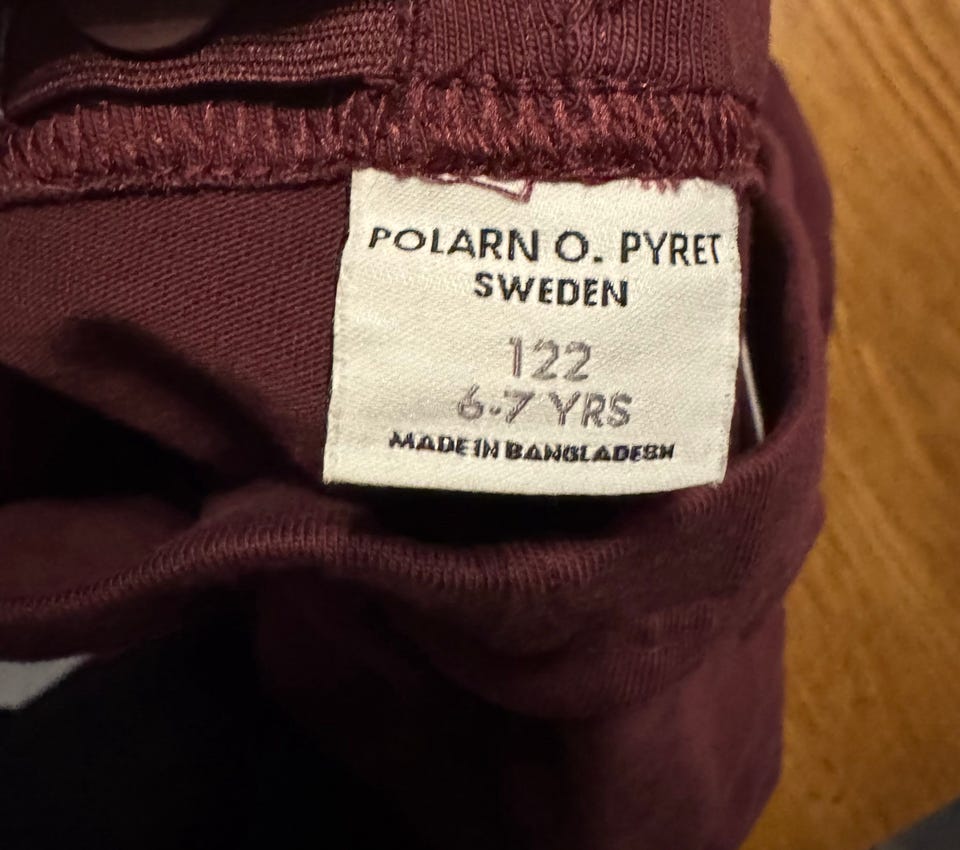 POLARN O. PYRET
SWEDEN
122
6-7 YRS
MADE IN BANGLADESH